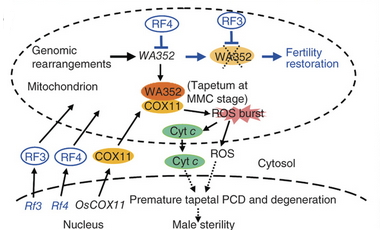 RF4
RF3
Genomic rearrangements
WA352
WA352
Fertility restoration
Mitochondrion
WA352
COX11
(Tapetum at MMC stage)
ROS burst
Cyt c
RF3
RF4
COX11
Cyt c
ROS
Cytosol
Rf3
Rf4
OsCOX11
Premature tapetal PCD and degeneration
Nucleus
Male sterility